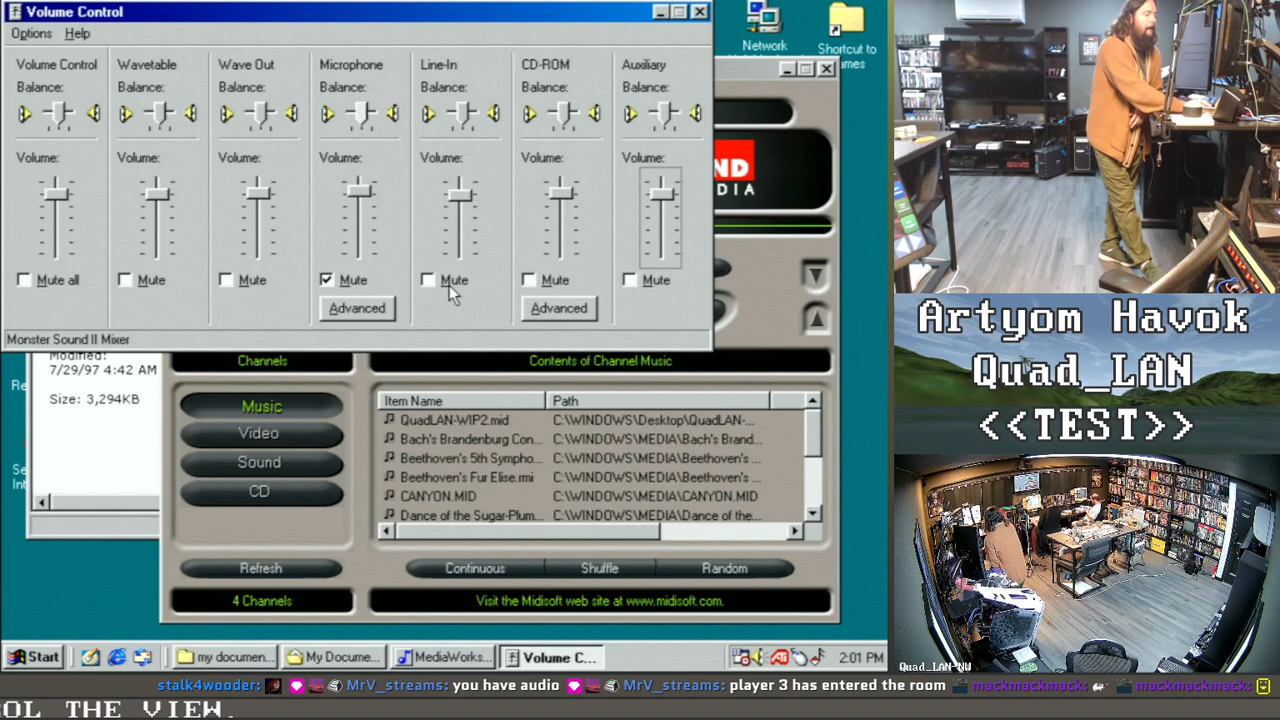 Volume Control
Options Help
Volume Control Wavetable Wave Out Microphone Line-In CD-ROM Auxiliary
Balance: Balance: Balance: Balance: Balance: Balance: Balance:
Volume: Volume: Volume: Volume: Volume: Volume: Volume:
Mute all Mute Mute Mute Mute Mute Mute
Advanced Advanced
Monster Sound II Mixer
Network
Shortcut to
ames
ND
DIA
Modified:
7/29/97 4:42 AM
Size: 3,294KB
Re
Se
Int
Channels
Music
Video
Sound
CD
Refresh
4 Channels
Contents of Channel Music
Item Name Path
QuadLAN-WIP2.mid C:\WINDOWS\Desktop\QuadLAN-...
Bach's Brandenburg Con... C:\WINDOWS\MEDIA\Bach's Brand...
Beethoven's 5th Sympho... C:\WINDOWS\MEDIA\Beethoven's ...
Beethoven's Fur Elise.rmi C:\WINDOWS\MEDIA\Beethoven's ...
CANYON.MID C:\WINDOWS\MEDIA\CANYON.MID
Dance of the Sugar-Plum... C:\WINDOWS\MEDIA\Dance of the...
Continuous Shuffle Random
Visit the Midisoft web site at www.midisoft.com.
Start my documen... My Docume... MediaWorks... Volume C... ATI 2:01 PM
Artyom Havok
Quad_LAN
<<TEST>>
Quad_LAN-NW
stalk4wooder: MrV_streams: you have audio MrV_streams: player 3 has entered the room mackmackmack: mackmackmack:
OL THE VIEW.